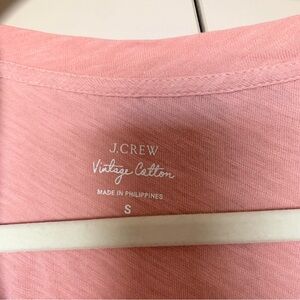 J.CREW
Vintage Cotton
MADE IN PHILIPPINES
S